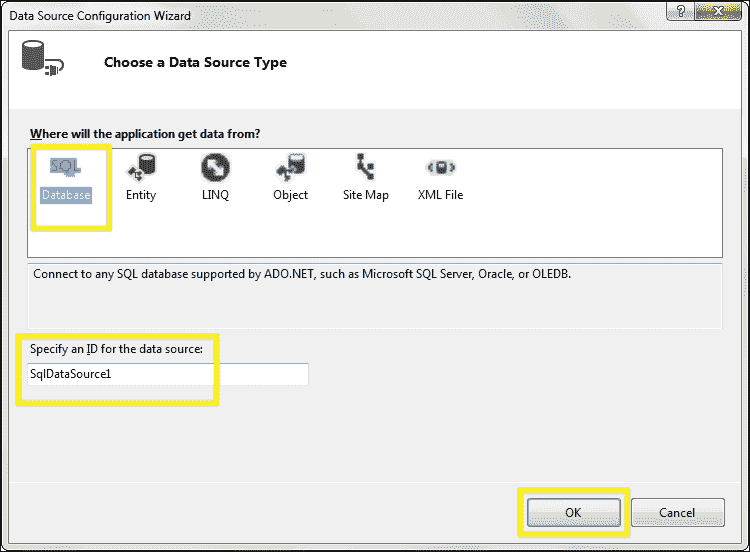 Data Source Configuration Wizard
?
Choose a Data Source Type
Where will the application get data from?
SQL
Database
Entity
LINQ
Object
Site Map
XML File
Connect to any SQL database supported by ADO.NET, such as Microsoft SQL Server, Oracle, or OLEDB.
Specify an ID for the data source:
SqlDataSource1
OK
Cancel